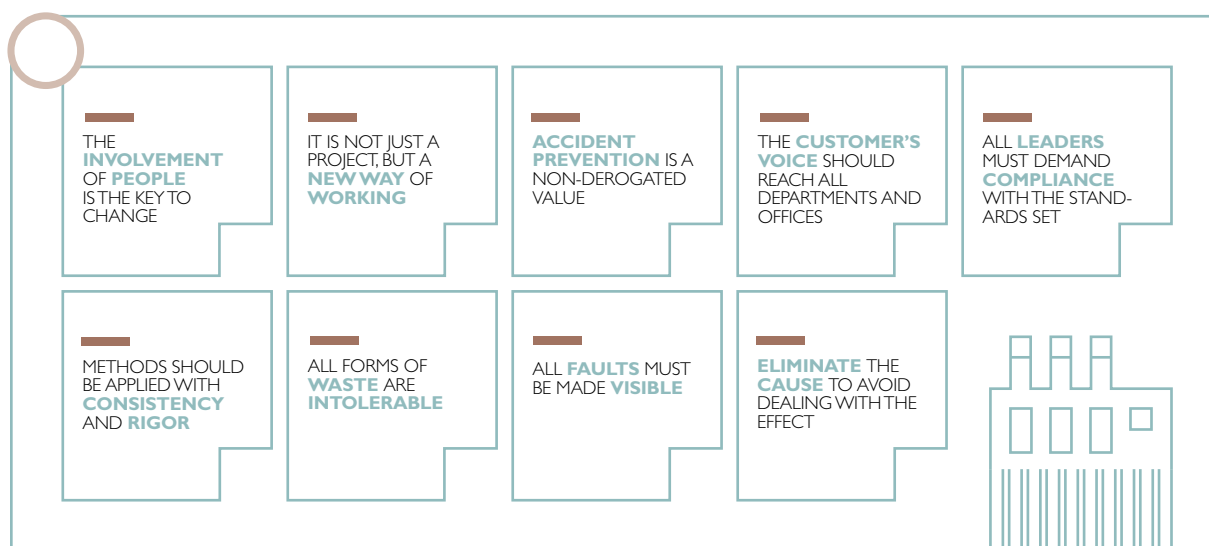 THE
INVOLVEMENT
OF PEOPLE
IS THE KEY TO
CHANGE
IT IS NOT JUST A
PROJECT, BUT A
NEW WAY OF
WORKING
ACCIDENT
PREVENTION IS A
NON-DEROGATED
VALUE
THE CUSTOMER'S
VOICE SHOULD
REACH ALL
DEPARTMENTS AND
OFFICES
ALL LEADERS
MUST DEMAND
COMPLIANCE
WITH THE STAND-
ARDS SET
METHODS SHOULD
BE APPLIED WITH
CONSISTENCY
AND RIGOR
ALL FORMS OF
WASTE ARE
INTOLERABLE
ALL FAULTS MUST
BE MADE VISIBLE
ELIMINATE THE
CAUSE TO AVOID
DEALING WITH THE
EFFECT